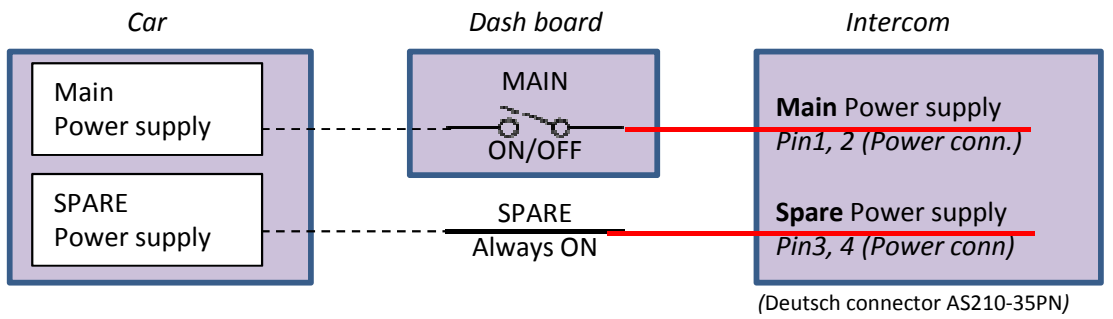 Car
Dash board
Intercom
Main
Power supply
MAIN
ON/OFF
Main Power supply
Pin1, 2 (Power conn.)
SPARE
Power supply
SPARE
Always ON
Spare Power supply
Pin3, 4 (Power conn)
(Deutsch connector AS210-35PN)